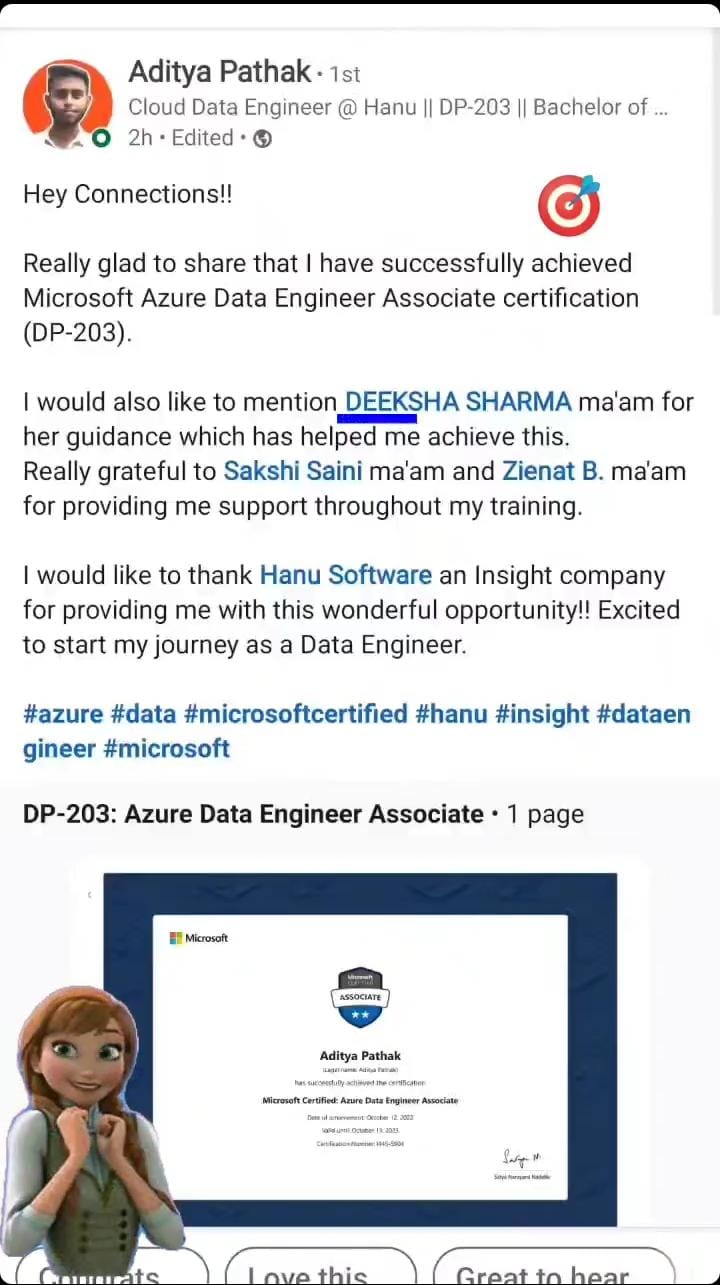 Aditya Pathak • 1st
Cloud Data Engineer @ Hanu || DP-203 || Bachelor of ...
2h • Edited •
Hey Connections!!
Really glad to share that I have successfully achieved
Microsoft Azure Data Engineer Associate certification
(DP-203).
I would also like to mention DEEKSHA SHARMA ma'am for
her guidance which has helped me achieve this.
Really grateful to Sakshi Saini ma'am and Zienat B. ma'am
for providing me support throughout my training.
I would like to thank Hanu Software an Insight company
for providing me with this wonderful opportunity!! Excited
to start my journey as a Data Engineer.
#azure #data #microsoftcertified #hanu #insight #dataen
gineer #microsoft
DP-203: Azure Data Engineer Associate • 1 page
Microsoft
Microsoft
ASSOCIATE
Aditya Pathak
(Legal name: Aditya Pathak)
has successfully achieved the certification
Microsoft Certified: Azure Data Engineer Associate
Date of achievement: October 12, 2022
Valid until: October 13, 2023
Certification Number:
Congrats
Love this
Great to hear